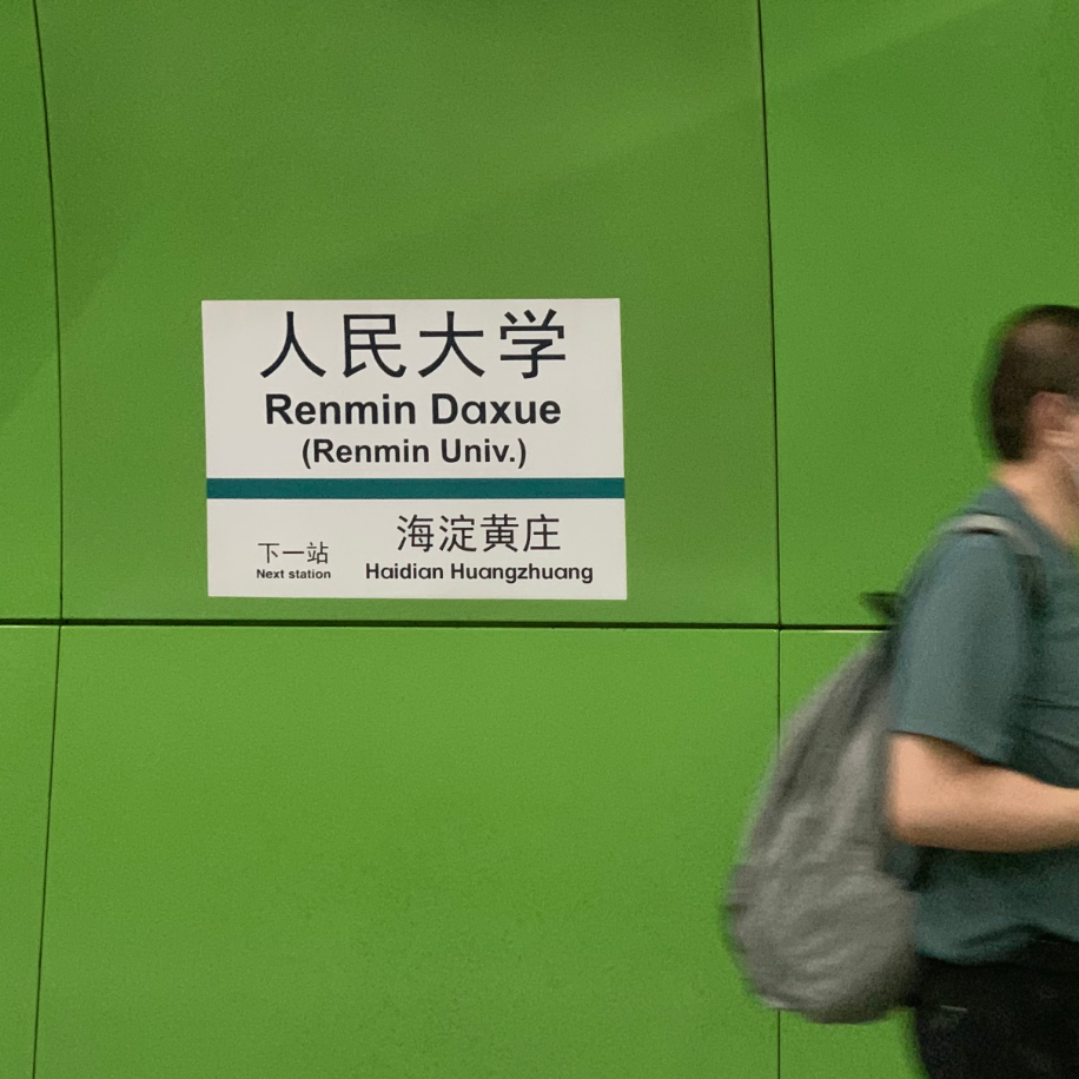 人民大学
Renmin Daxue
(Renmin Univ.)
下一站 海淀黄庄
Next station Haidian Huangzhuang